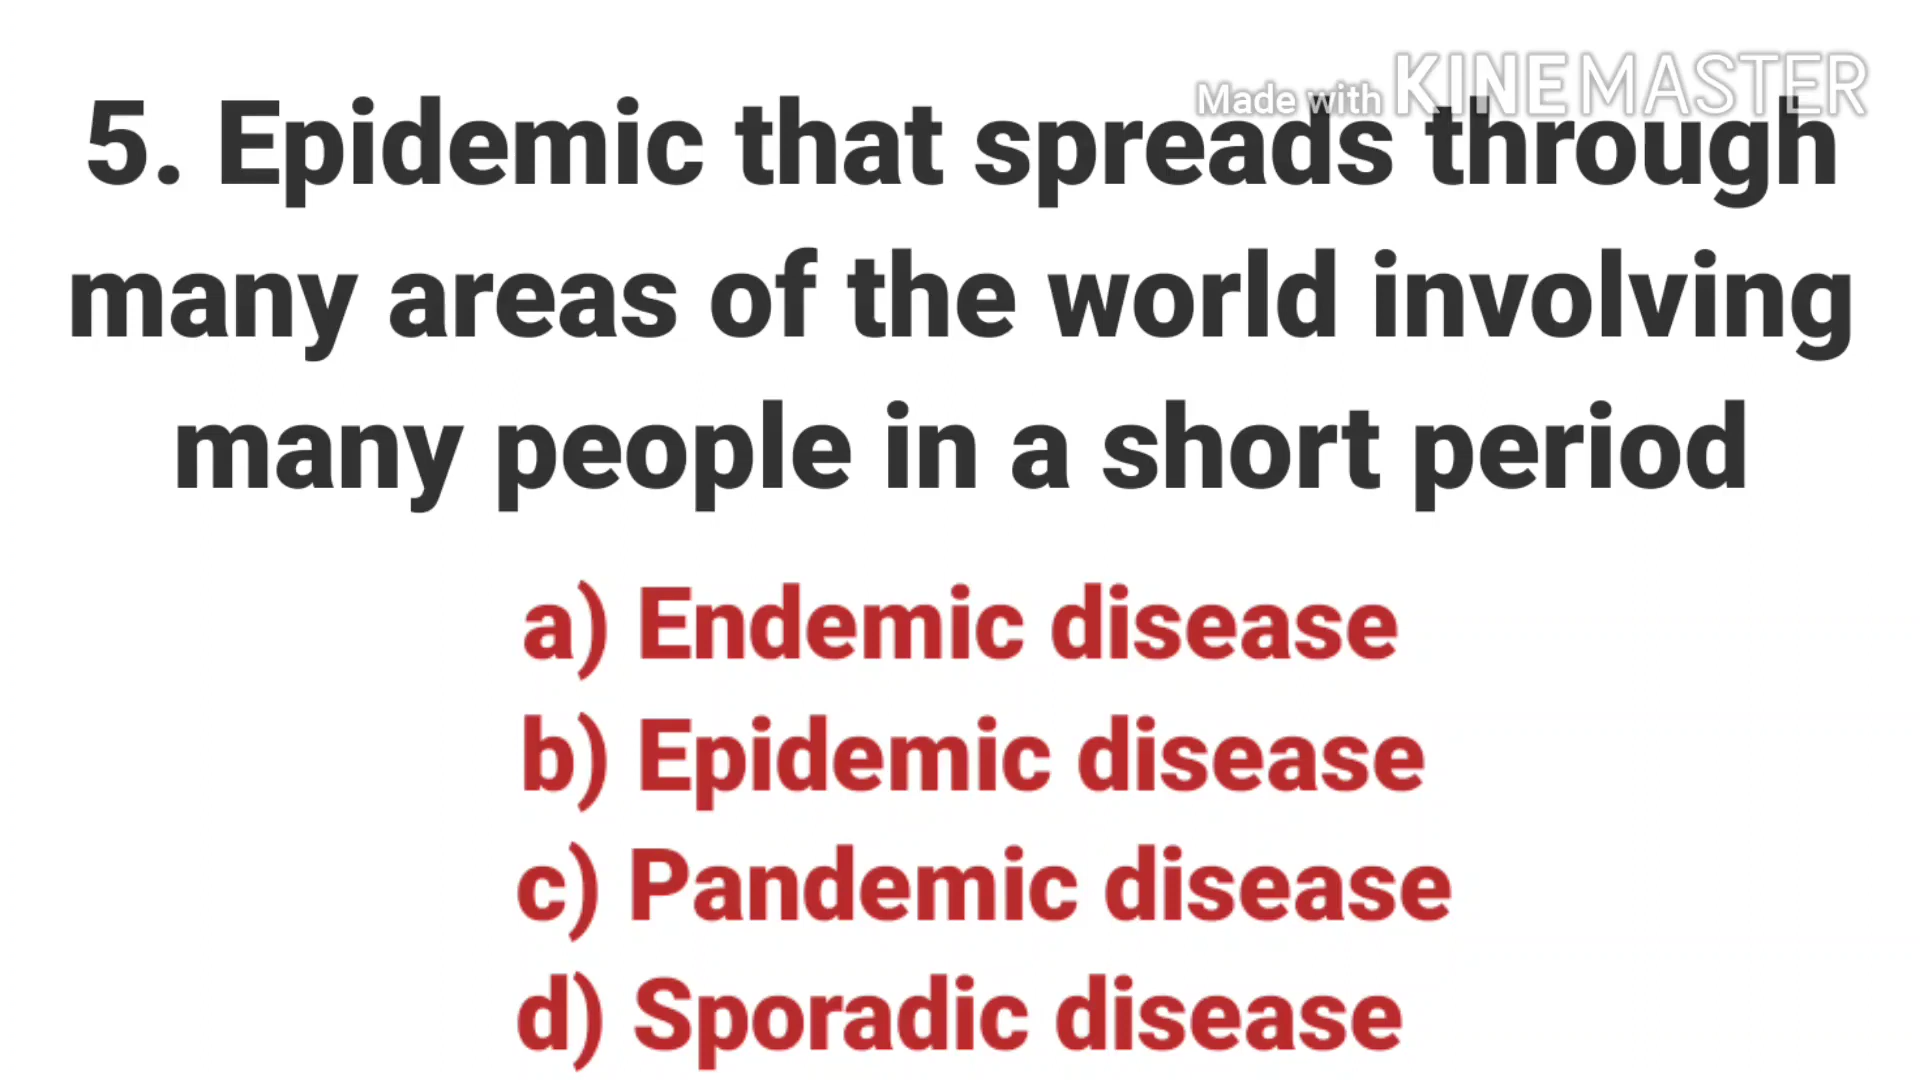 Made with KINEMASTER
5. Epidemic that spreads through
many areas of the world involving
many people in a short period
a) Endemic disease
b) Epidemic disease
c) Pandemic disease
d) Sporadic disease